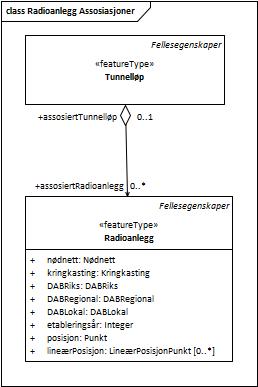 class Radioanlegg Assosiasjoner
Fellesegenskaper
«featureType»
Tunnelløp
+assosiertTunnelløp 0..1
+assosiertRadioanlegg 0..*
Fellesegenskaper
«featureType»
Radioanlegg
+ nødnett: Nødnett
+ kringkasting: Kringkasting
+ DABRiks: DABRiks
+ DABRegional: DABRegional
+ DABLokal: DABLokal
+ etableringsår: Integer
+ posisjon: Punkt
+ lineærPosisjon: LineærPosisjonPunkt [0..*]